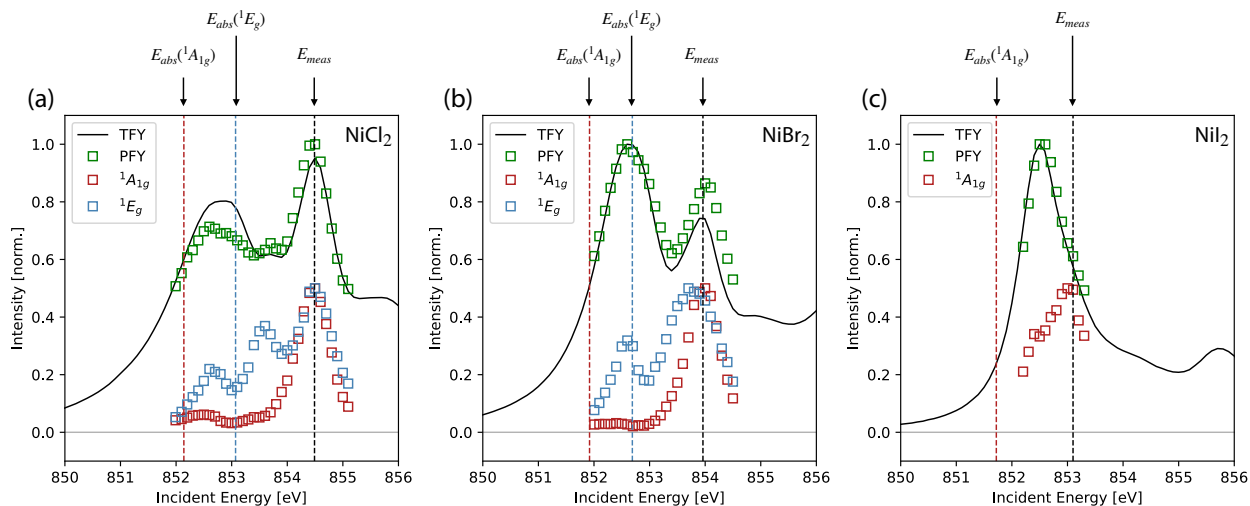 E_abs(¹E_g)
E_abs(¹A_1g)
E_meas
(a)
NiCl₂
TFY
PFY
¹A_1g
¹E_g
Intensity [norm.]
1.0
0.8
0.6
0.4
0.2
0.0
850 851 852 853 854 855 856
Incident Energy [eV]
E_abs(¹E_g)
E_abs(¹A_1g)
E_meas
(b)
NiBr₂
TFY
PFY
¹A_1g
¹E_g
Intensity [norm.]
1.0
0.8
0.6
0.4
0.2
0.0
850 851 852 853 854 855 856
Incident Energy [eV]
E_abs(¹A_1g)
E_meas
(c)
NiI₂
TFY
PFY
¹A_1g
Intensity [norm.]
1.0
0.8
0.6
0.4
0.2
0.0
850 851 852 853 854 855 856
Incident Energy [eV]